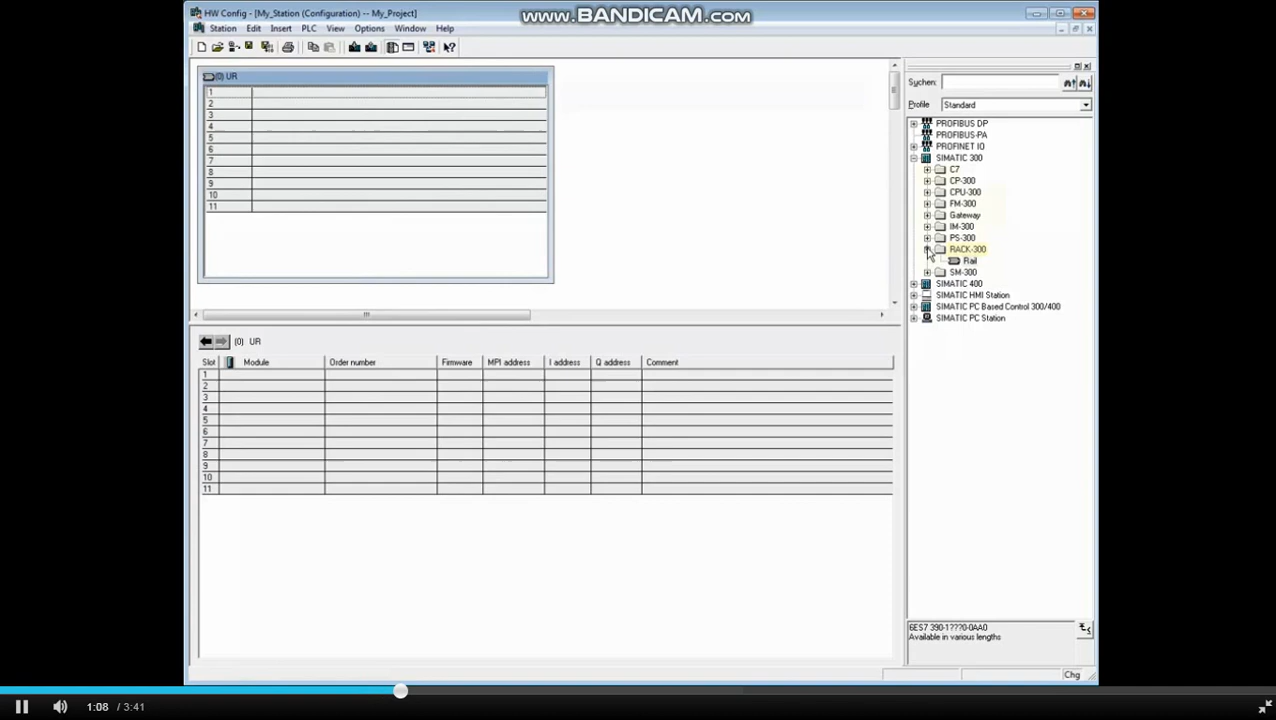 HW Config - [My_Station (Configuration) -- My_Project]
www.BANDICAM.com
Station Edit Insert PLC View Options Window Help
(0) UR
1
2
3
4
5
6
7
8
9
10
11
Suchen:
Profile Standard
PROFIBUS DP
PROFIBUS-PA
PROFINET IO
SIMATIC 300
C7
CP-300
CPU-300
FM-300
Gateway
IM-300
PS-300
RACK-300
Rail
SM-300
SIMATIC 400
SIMATIC HMI Station
SIMATIC PC Based Control 300/400
SIMATIC PC Station
(0) UR
Slot Module Order number Firmware MPI address I address Q address Comment
1
2
3
4
5
6
7
8
9
10
11
6ES7 390-1???0-0AA0
Available in various lengths
Chg
1:08 / 3:41